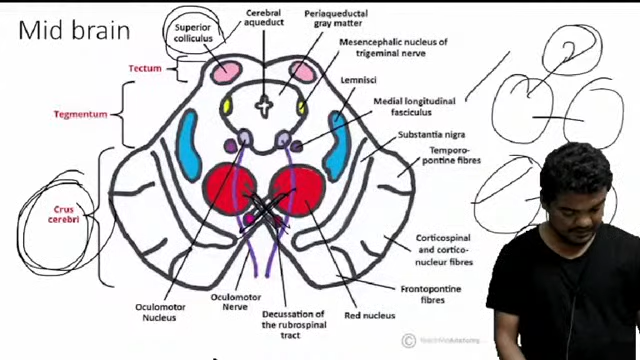 Mid brain
Superior
colliculus
Cerebral
aqueduct
Periaqueductal
gray matter
Mesencephalic nucleus of
trigeminal nerve
Tectum
Lemnisci
Medial longitudinal
fasciculus
Tegmentum
Substantia nigra
Temporo-
pontine fibres
Crus
cerebri
Corticospinal
and cortico-
nuclear fibres
Frontopontine
fibres
Oculomotor
Nucleus
Oculomotor
Nerve
Decussation of
the rubrospinal
tract
Red nucleus